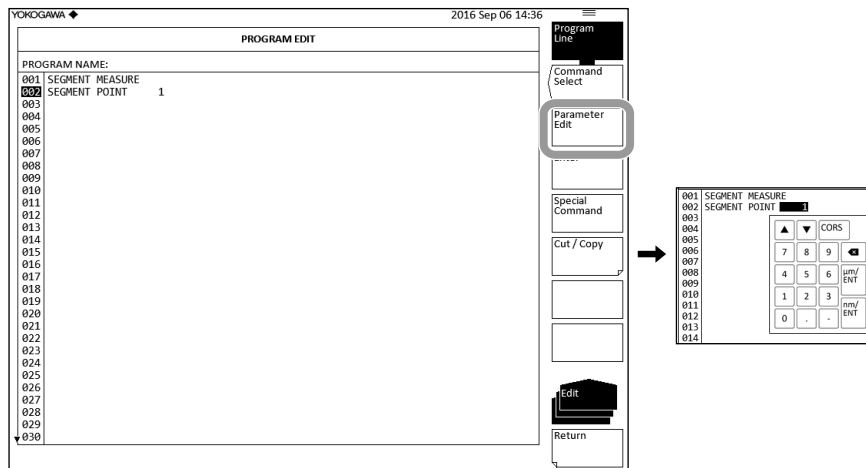 YOKOGAWA
2016 Sep 06 14:36
PROGRAM EDIT
PROGRAM NAME:
001 SEGMENT MEASURE
002 SEGMENT POINT 1
003
004
005
006
007
008
009
010
011
012
013
014
015
016
017
018
019
020
021
022
023
024
025
026
027
028
029
030
Program
Line
Command
Select
Parameter
Edit
Special
Command
Cut / Copy
Edit
Return
001 SEGMENT MEASURE
002 SEGMENT POINT 1
003
004
005
006
007
008
009
010
011
012
013
014
CORS
7 8 9
4 5 6 µm/
ENT
1 2 3
nm/
ENT
0 . -